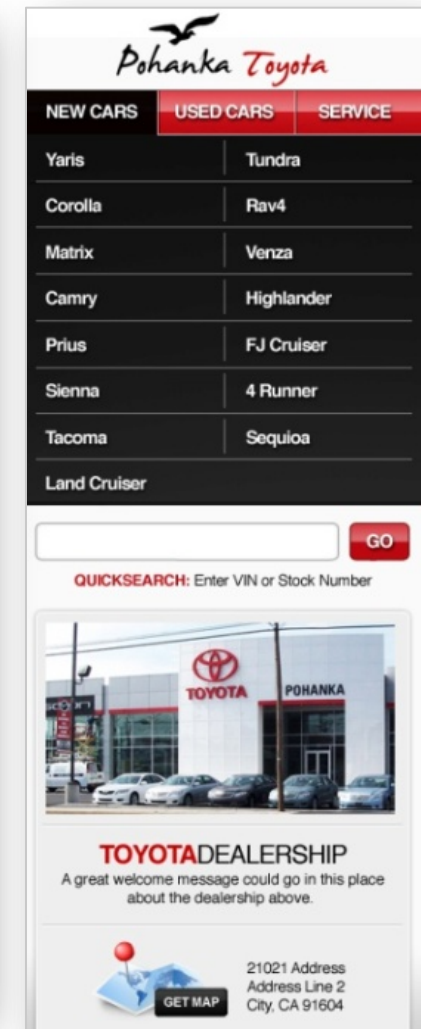 Pohanka Toyota
NEW CARS USED CARS SERVICE
Yaris Tundra
Corolla Rav4
Matrix Venza
Camry Highlander
Prius FJ Cruiser
Sienna 4 Runner
Tacoma Sequioa
Land Cruiser
GO
QUICKSEARCH: Enter VIN or Stock Number
TOYOTA POHANKA
TOYOTADEALERSHIP
A great welcome message could go in this place
about the dealership above.
21021 Address
Address Line 2
GET MAP City, CA 91604